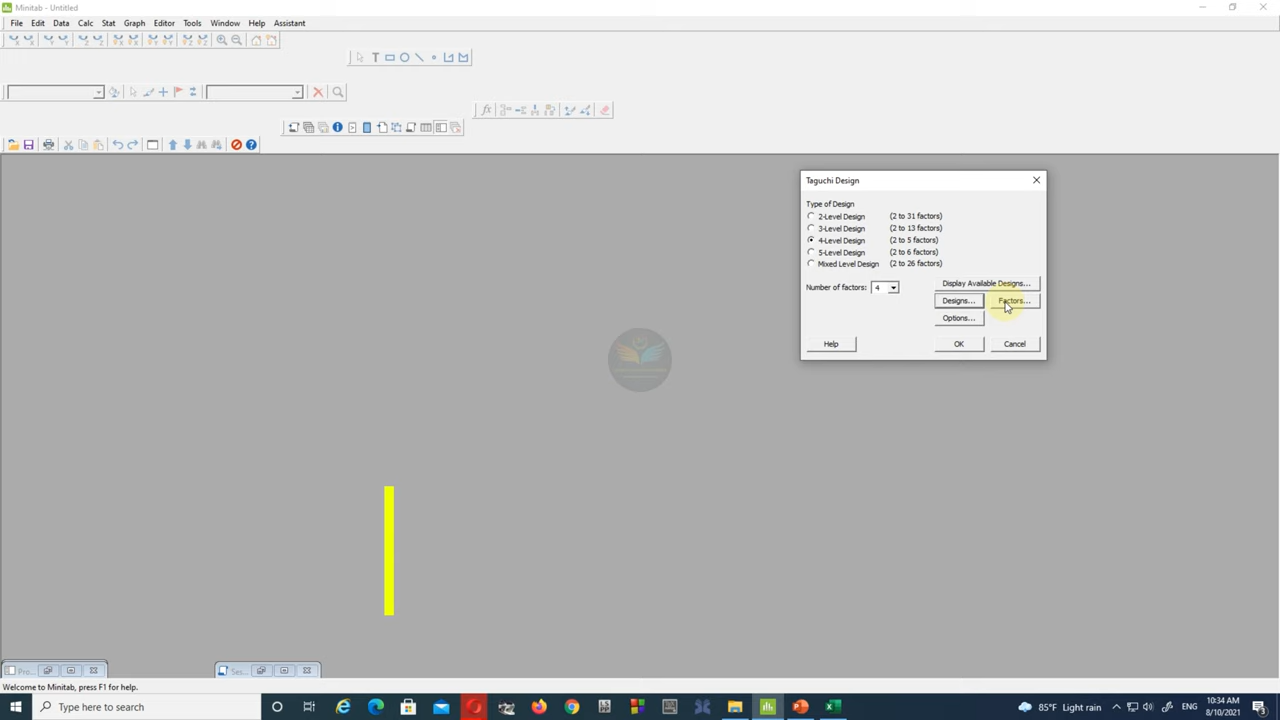 Minitab - Untitled
File Edit Data Calc Stat Graph Editor Tools Window Help Assistant
Taguchi Design
Type of Design
2-Level Design (2 to 31 factors)
3-Level Design (2 to 13 factors)
4-Level Design (2 to 5 factors)
5-Level Design (2 to 6 factors)
Mixed Level Design (2 to 26 factors)
Number of factors: 4
Display Available Designs...
Designs... Factors...
Options...
Help OK Cancel
Pro... Ses...
Welcome to Minitab, press F1 for help.
Type here to search
85°F Light rain ENG 10:34 AM
8/10/2021